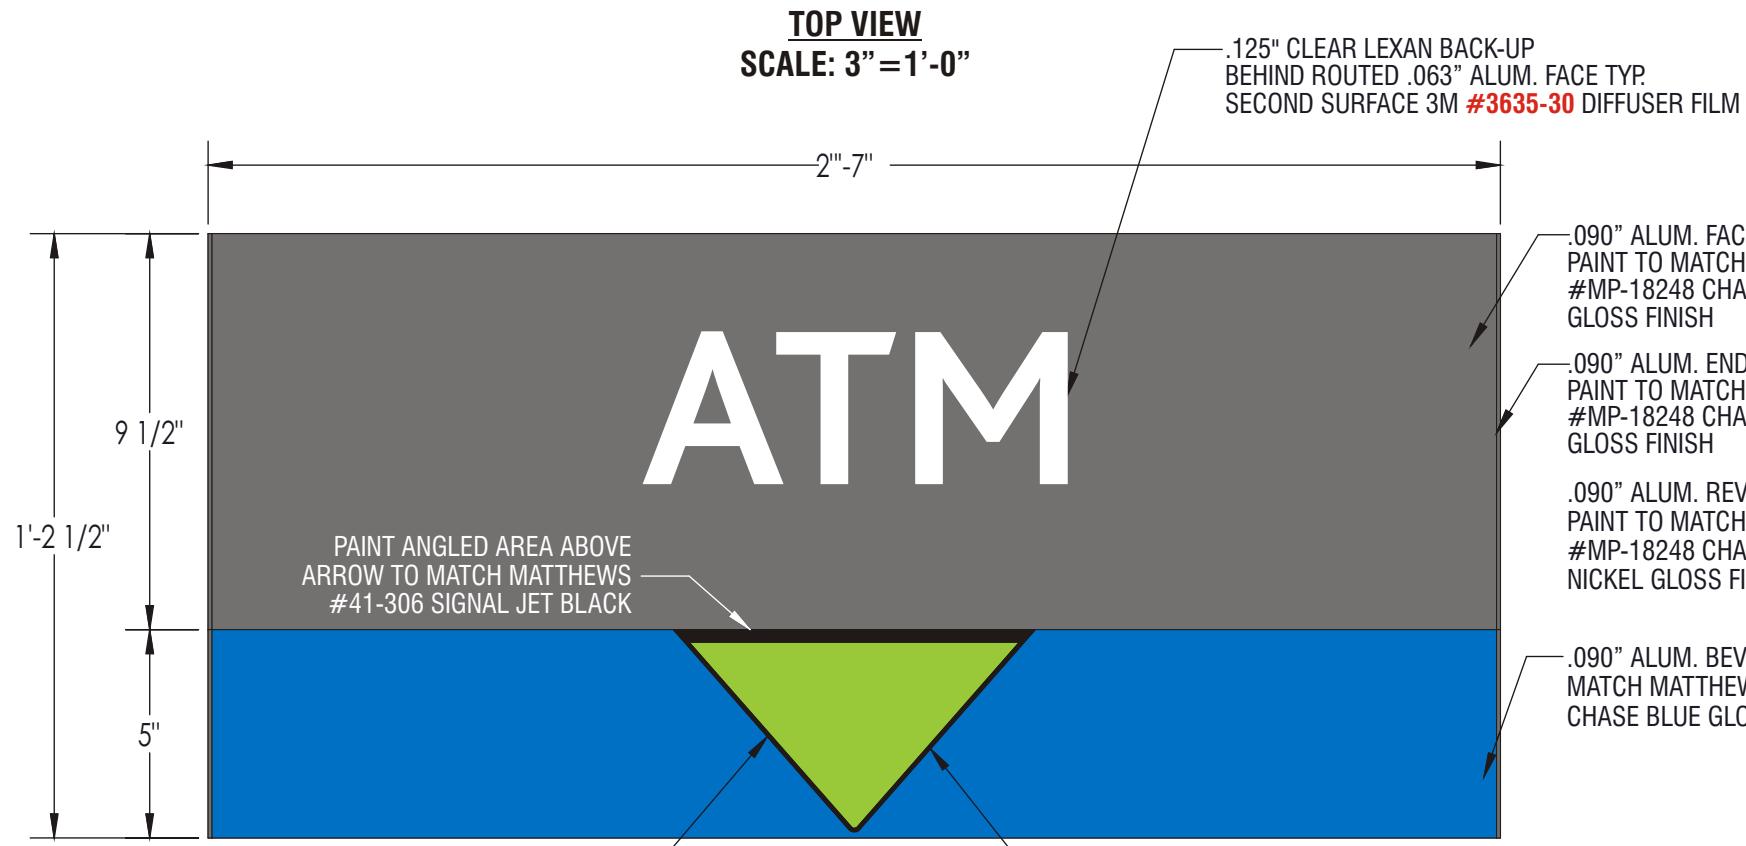 TOP VIEW
SCALE: 3”=1’-0”
.125" CLEAR LEXAN BACK-UP
BEHIND ROUTED .063” ALUM. FACE TYP.
SECOND SURFACE 3M #3635-30 DIFFUSER FILM
2'"-7"
.090” ALUM. FAC
PAINT TO MATCH
#MP-18248 CHA
GLOSS FINISH
.090” ALUM. END
PAINT TO MATCH
#MP-18248 CHA
GLOSS FINISH
ATM
9 1/2"
.090” ALUM. REV
PAINT TO MATCH
#MP-18248 CHA
NICKEL GLOSS FI
1'-2 1/2"
PAINT ANGLED AREA ABOVE
ARROW TO MATCH MATTHEWS
#41-306 SIGNAL JET BLACK
.090” ALUM. BEV
MATCH MATTHEW
CHASE BLUE GLO
5"